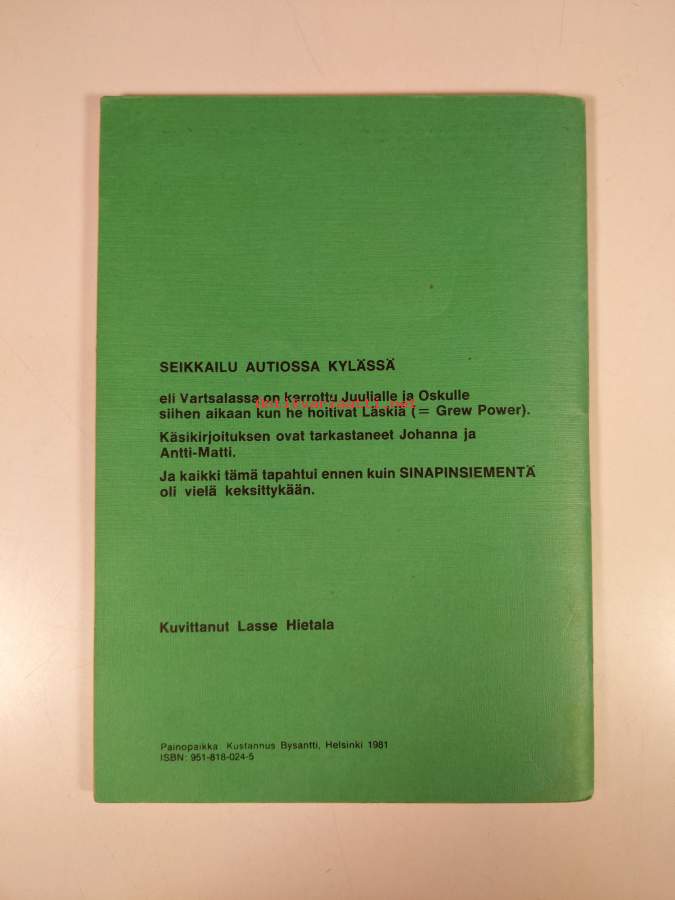 SEIKKAILU AUTIOSSA KYLÄSSÄ
eli Vartsalassa on kerrottu Juulialle ja Oskulle
siihen aikaan kun he hoitivat Läskiä (= Grew Power).
Käsikirjoituksen ovat tarkastaneet Johanna ja
Antti-Matti.
Ja kaikki tämä tapahtui ennen kuin SINAPINSIEMENTÄ
oli vielä keksittykään.
Kuvittanut Lasse Hietala
Painopaikka: Kustannus Bysantti, Helsinki 1981
ISBN: 951-818-024-5